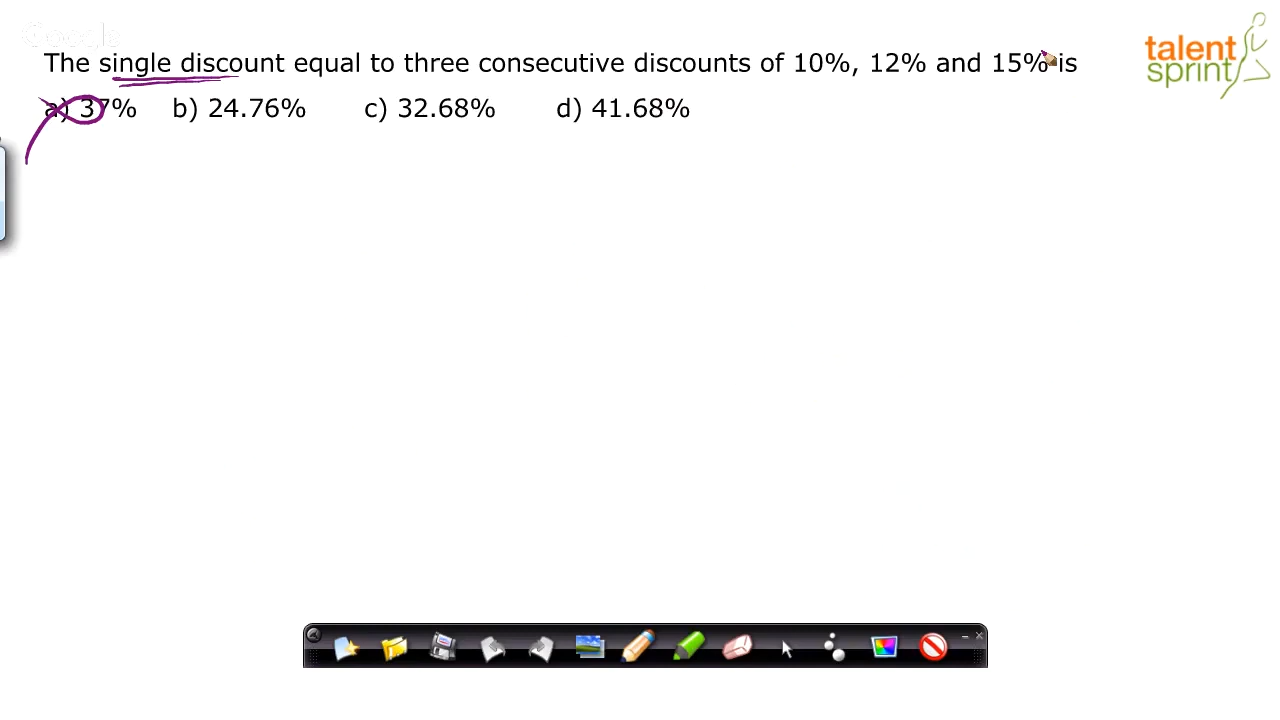 Google
The single discount equal to three consecutive discounts of 10%, 12% and 15% is
a) 37% b) 24.76% c) 32.68% d) 41.68%
talent
sprint